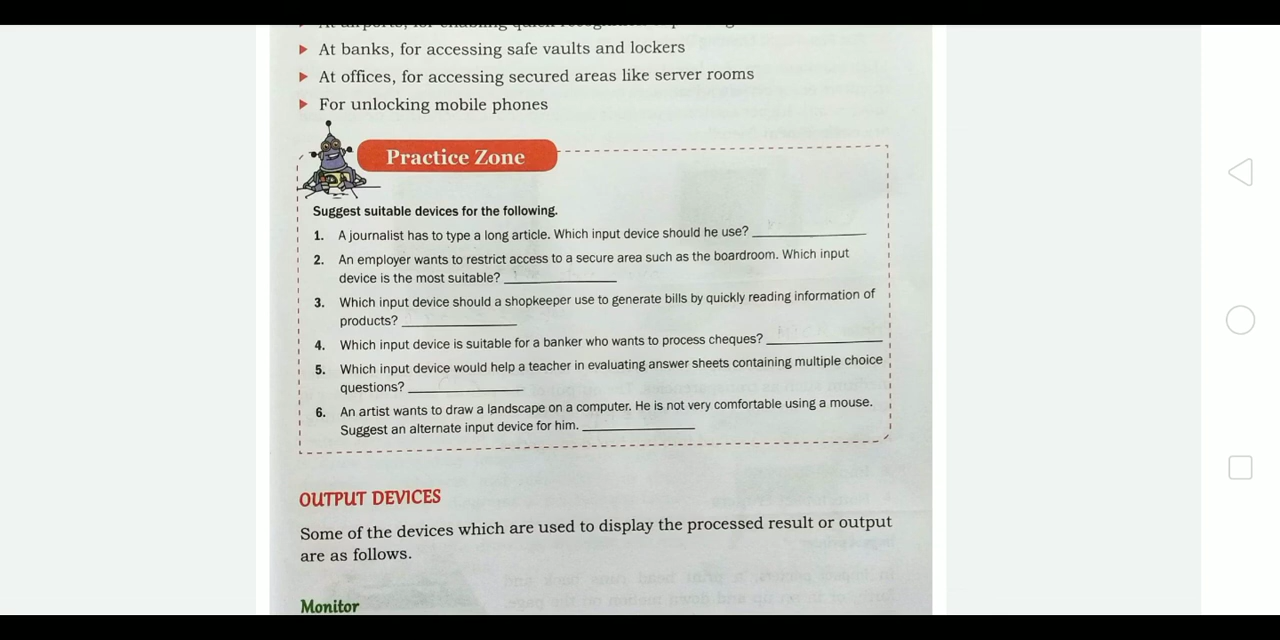 At banks, for accessing safe vaults and lockers
At offices, for accessing secured areas like server rooms
For unlocking mobile phones
Practice Zone
Suggest suitable devices for the following.
1. A journalist has to type a long article. Which input device should he use?
2. An employer wants to restrict access to a secure area such as the boardroom. Which input
device is the most suitable?
3. Which input device should a shopkeeper use to generate bills by quickly reading information of
products?
4. Which input device is suitable for a banker who wants to process cheques?
5. Which input device would help a teacher in evaluating answer sheets containing multiple choice
questions?
6. An artist wants to draw a landscape on a computer. He is not very comfortable using a mouse.
Suggest an alternate input device for him.
OUTPUT DEVICES
Some of the devices which are used to display the processed result or output
are as follows.
Monitor